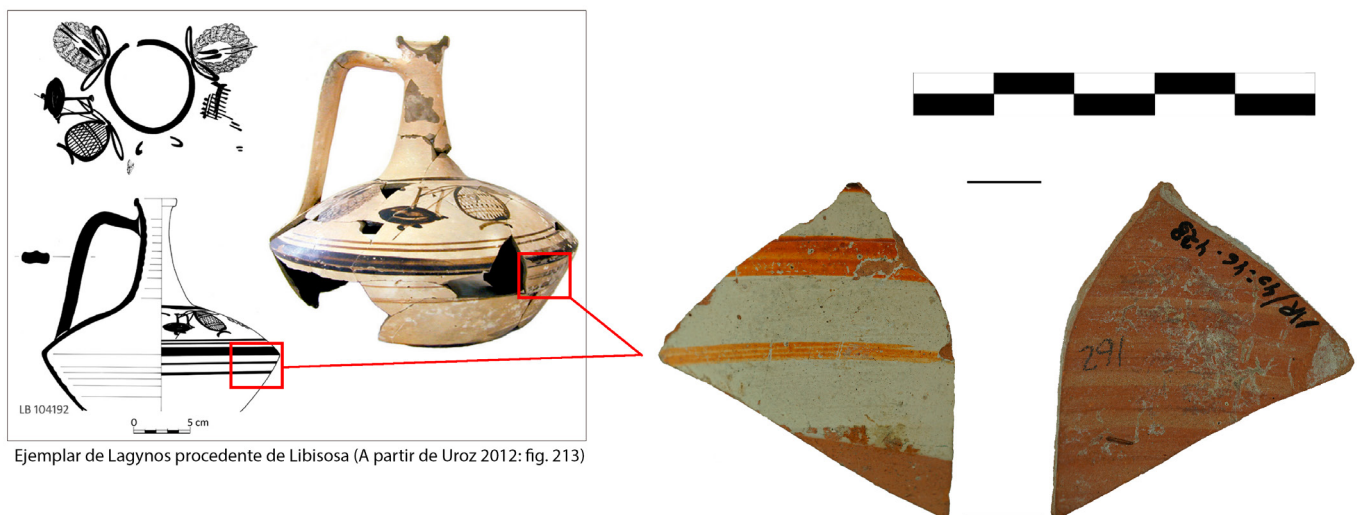 LB 104192
0 5 cm
Ejemplar de Lagynos procedente de Libisosa (A partir de Uroz 2012: fig. 213)
291